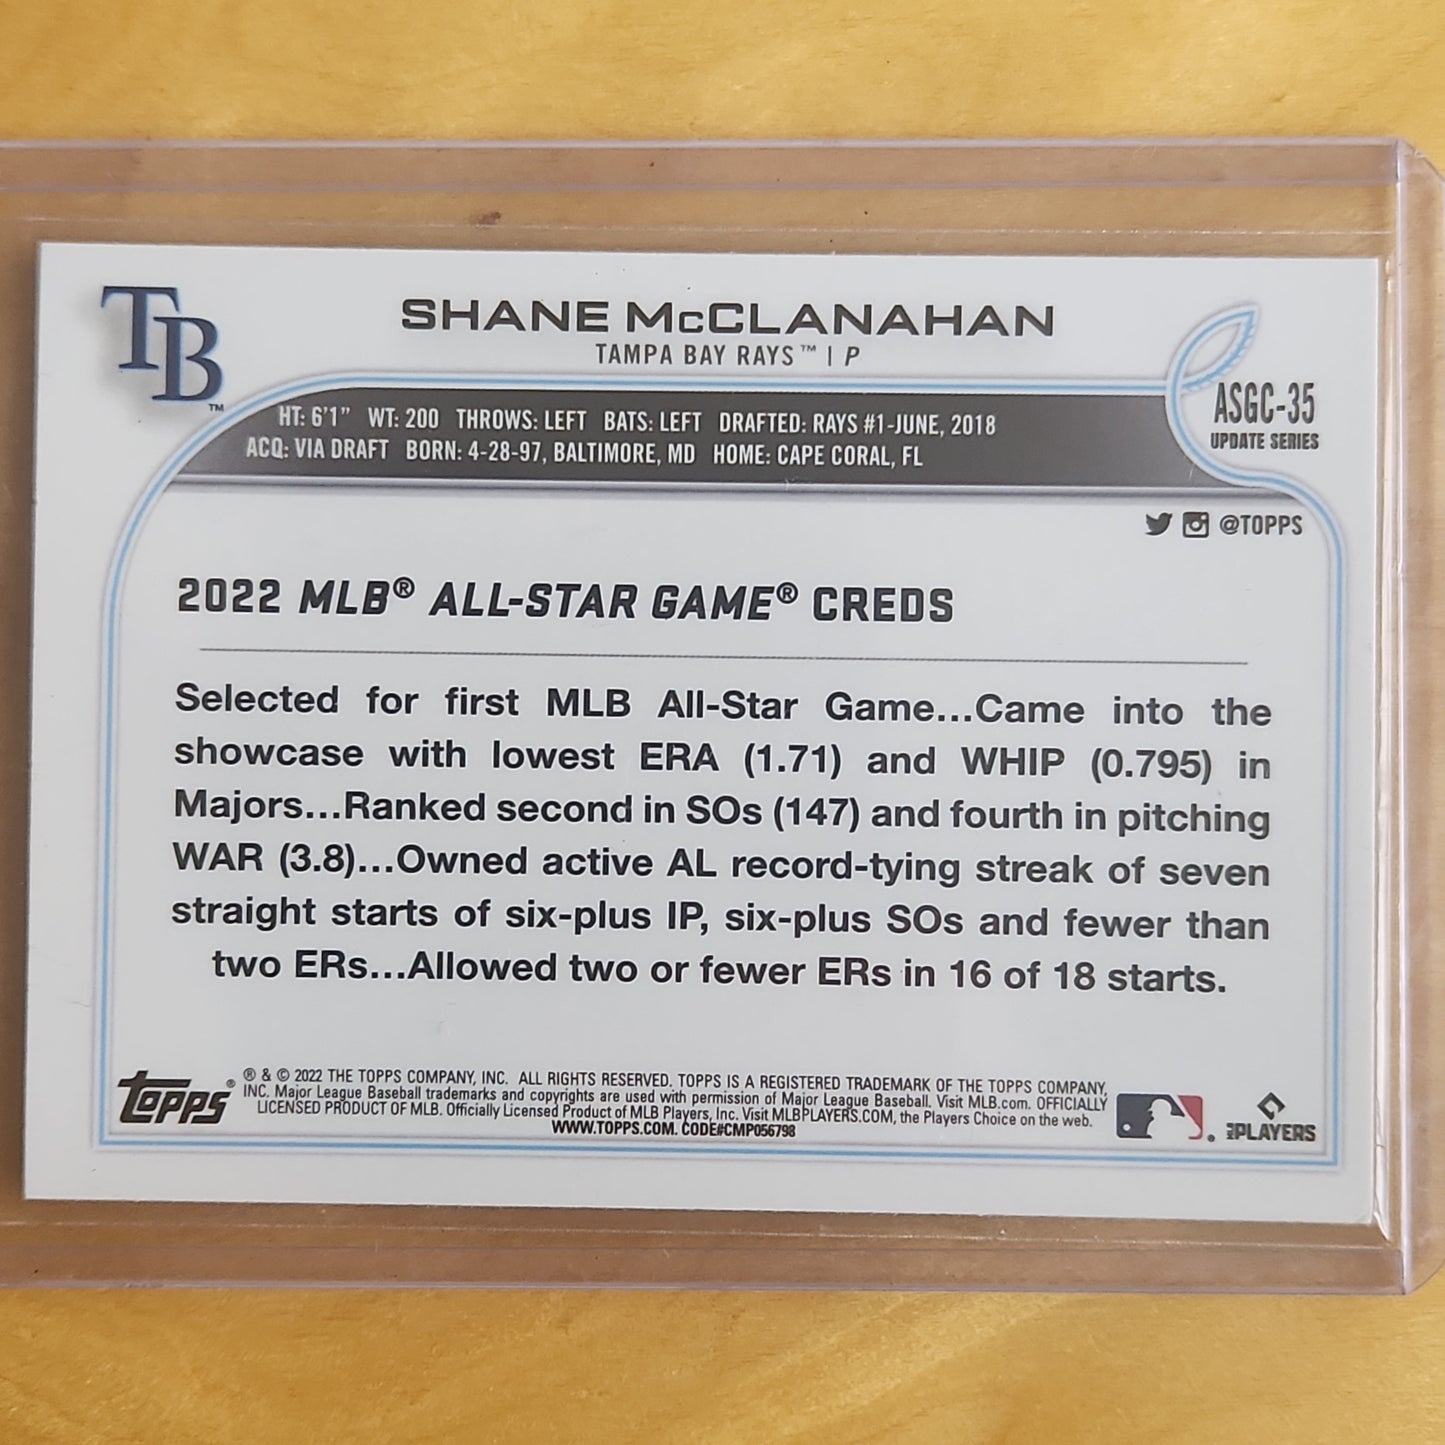 TB™
SHANE McCLANAHAN
TAMPA BAY RAYS™ | P
ASGC-35
UPDATE SERIES
HT: 6'1” WT: 200 THROWS: LEFT BATS: LEFT DRAFTED: RAYS #1-JUNE, 2018
ACQ: VIA DRAFT BORN: 4-28-97, BALTIMORE, MD HOME: CAPE CORAL, FL
@TOPPS
2022 MLB® ALL-STAR GAME® CREDS
Selected for first MLB All-Star Game...Came into the
showcase with lowest ERA (1.71) and WHIP (0.795) in
Majors...Ranked second in SOs (147) and fourth in pitching
WAR (3.8)...Owned active AL record-tying streak of seven
straight starts of six-plus IP, six-plus SOs and fewer than
two ERs...Allowed two or fewer ERs in 16 of 18 starts.
topps®
® & © 2022 THE TOPPS COMPANY, INC. ALL RIGHTS RESERVED. TOPPS IS A REGISTERED TRADEMARK OF THE TOPPS COMPANY,
INC. Major League Baseball trademarks and copyrights are used with permission of Major League Baseball. Visit MLB.com. OFFICIALLY
LICENSED PRODUCT OF MLB. Officially Licensed Product of MLB Players, Inc. Visit MLBPLAYERS.COM, the Players Choice on the web.
WWW.TOPPS.COM. CODE#CMP056798
MLB PLAYERS